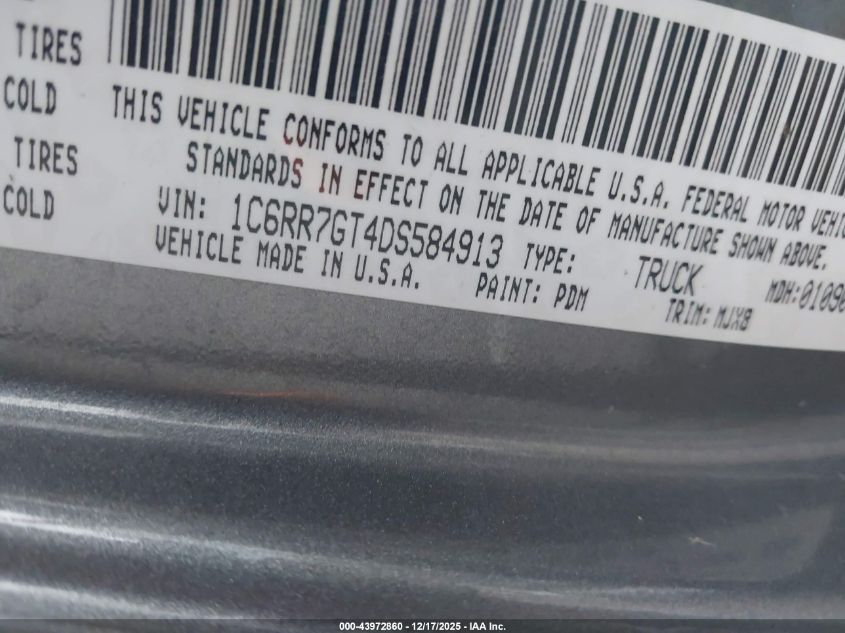 TIRES
COLD
THIS VEHICLE CONFORMS TO ALL APPLICABLE U.S.A. FEDERAL MOTOR
TIRES
STANDARDS IN EFFECT ON THE DATE OF MANUFACTURE SHOWN ABOVE.
COLD
VIN: 1C6RR7GT4DS584913 TYPE: TRUCK MDH:
VEHICLE MADE IN U.S.A. PAINT: PDM TRIM: MJX8
000-43972860 - 12/17/2025 - IAA Inc.